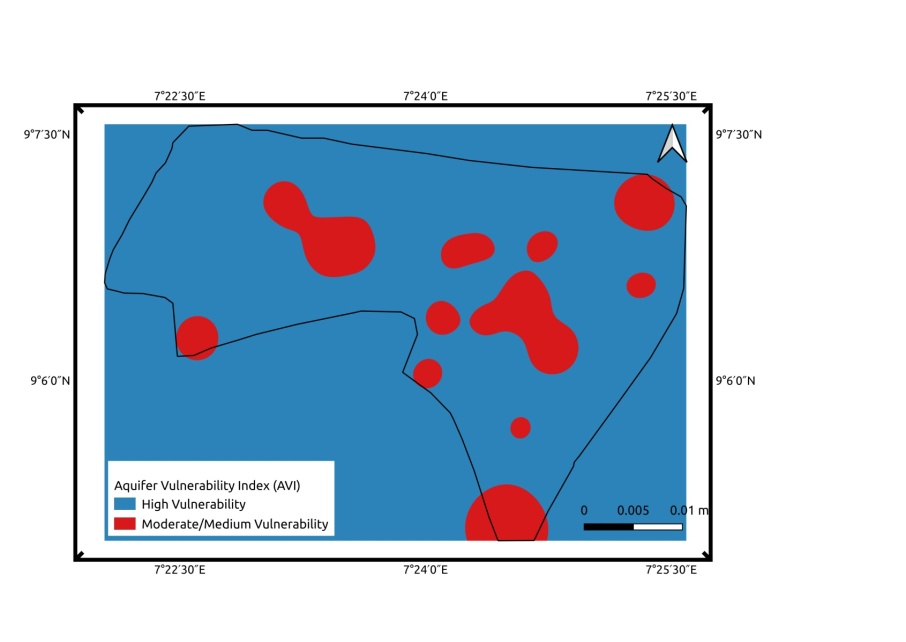 7°22′30″E 7°24′0″E 7°25′30″E
9°7′30″N 9°7′30″N
9°6′0″N 9°6′0″N
Aquifer Vulnerability Index (AVI)
High Vulnerability
Moderate/Medium Vulnerability
0 0.005 0.01 m
7°22′30″E 7°24′0″E 7°25′30″E